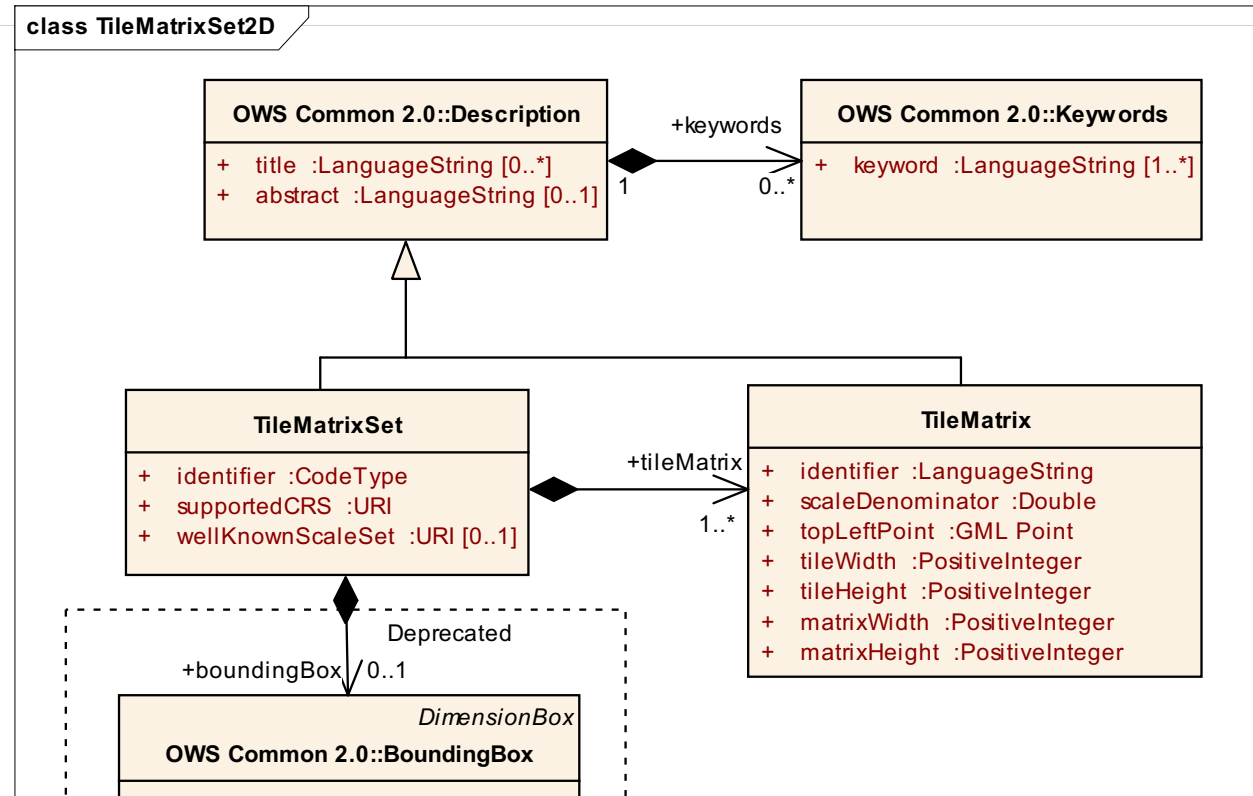 class TileMatrixSet2D
OWS Common 2.0::Description
+ title :LanguageString [0..*]
+ abstract :LanguageString [0..1]
+keywords
1
0..*
OWS Common 2.0::Keywords
+ keyword :LanguageString [1..*]
TileMatrixSet
+ identifier :CodeType
+ supportedCRS :URI
+ wellKnownScaleSet :URI [0..1]
+tileMatrix
1..*
TileMatrix
+ identifier :LanguageString
+ scaleDenominator :Double
+ topLeftPoint :GML Point
+ tileWidth :PositiveInteger
+ tileHeight :PositiveInteger
+ matrixWidth :PositiveInteger
+ matrixHeight :PositiveInteger
Deprecated
+boundingBox
0..1
DimensionBox
OWS Common 2.0::BoundingBox